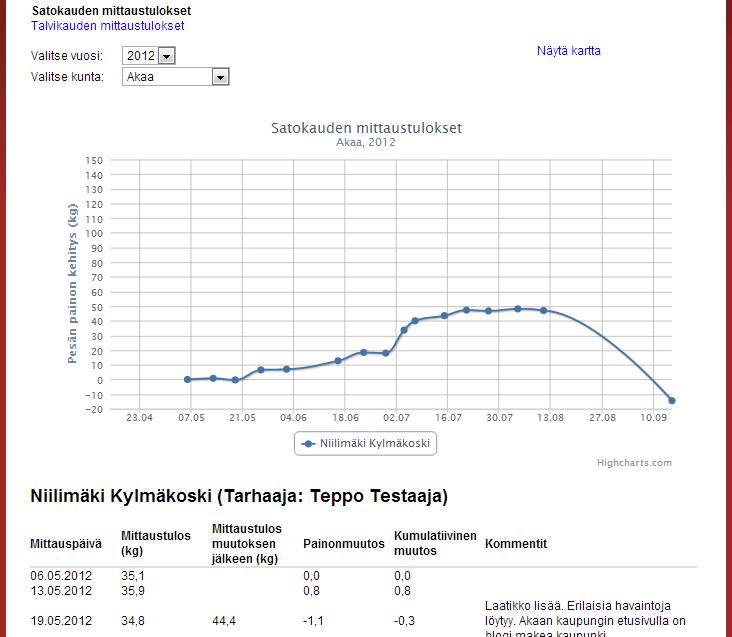 Satokauden mittaustulokset
Talvikauden mittaustulokset
Valitse vuosi: 2012
Näytä kartta
Valitse kunta: Akaa
Satokauden mittaustulokset
Akaa, 2012
Pesän painon kehitys (kg)
150
140
130
120
110
100
90
80
70
60
50
40
30
20
10
0
-10
-20
23.04 07.05 21.05 04.06 18.06 02.07 16.07 30.07 13.08 27.08 10.09
Niilimäki Kylmäkoski
Highcharts.com
Niilimäki Kylmäkoski (Tarhaaja: Teppo Testaaja)
Mittauspäivä Mittaustulos (kg) Mittaustulos muutoksen jälkeen (kg) Painonmuutos Kumulatiivinen muutos Kommentit
06.05.2012 35,1 0,0 0,0
13.05.2012 35,9 0,8 0,8
19.05.2012 34,8 44,4 -1,1 -0,3 Laatikko lisää. Erilaisia havaintoja
löytyy. Akaan kaupungin etusivulla on
blogi makea kaupunki